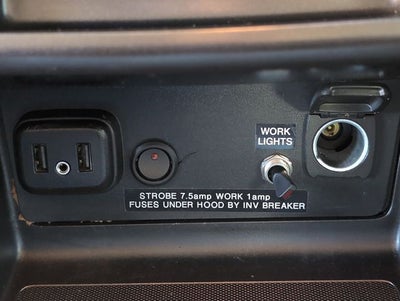 WORK
LIGHTS
STROBE 7.5amp WORK 1amp
FUSES UNDER HOOD BY INV BREAKER